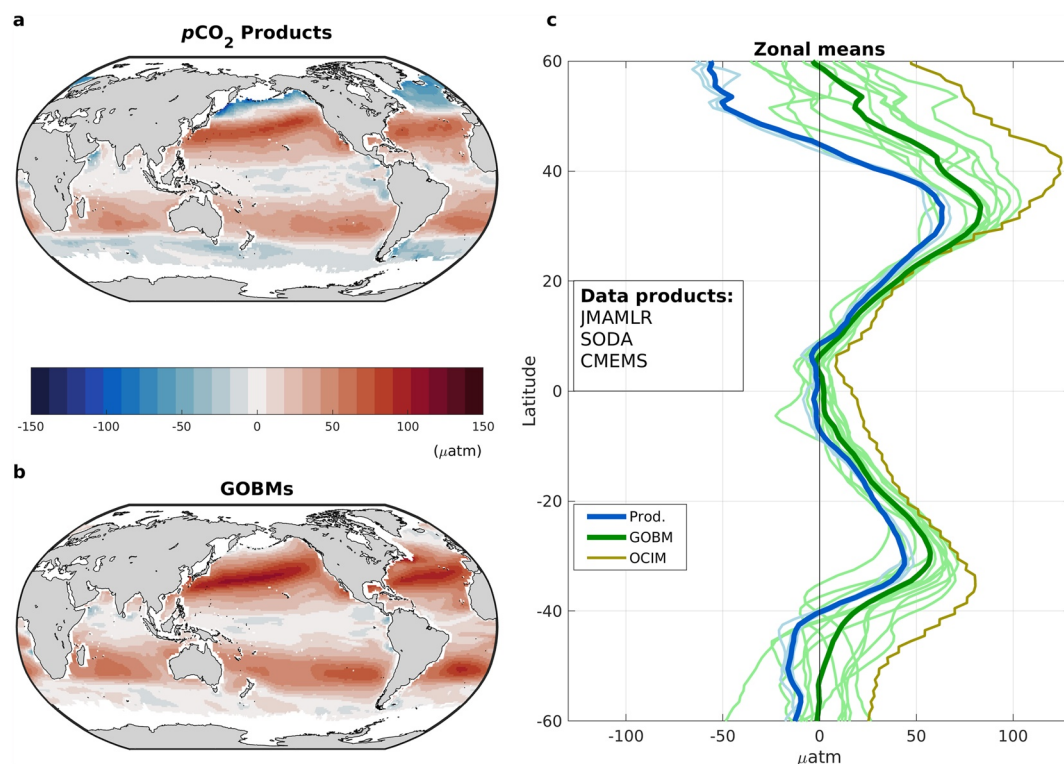 a
pCO2 Products
-150 -100 -50 0 50 100 150
(μatm)
b
GOBMs
c
Zonal means
60
40
20
0
-20
-40
-60
Latitude
Data products:
JMAMLR
SODA
CMEMS
Prod.
GOBM
OCIM
-100 -50 0 50 100
μatm